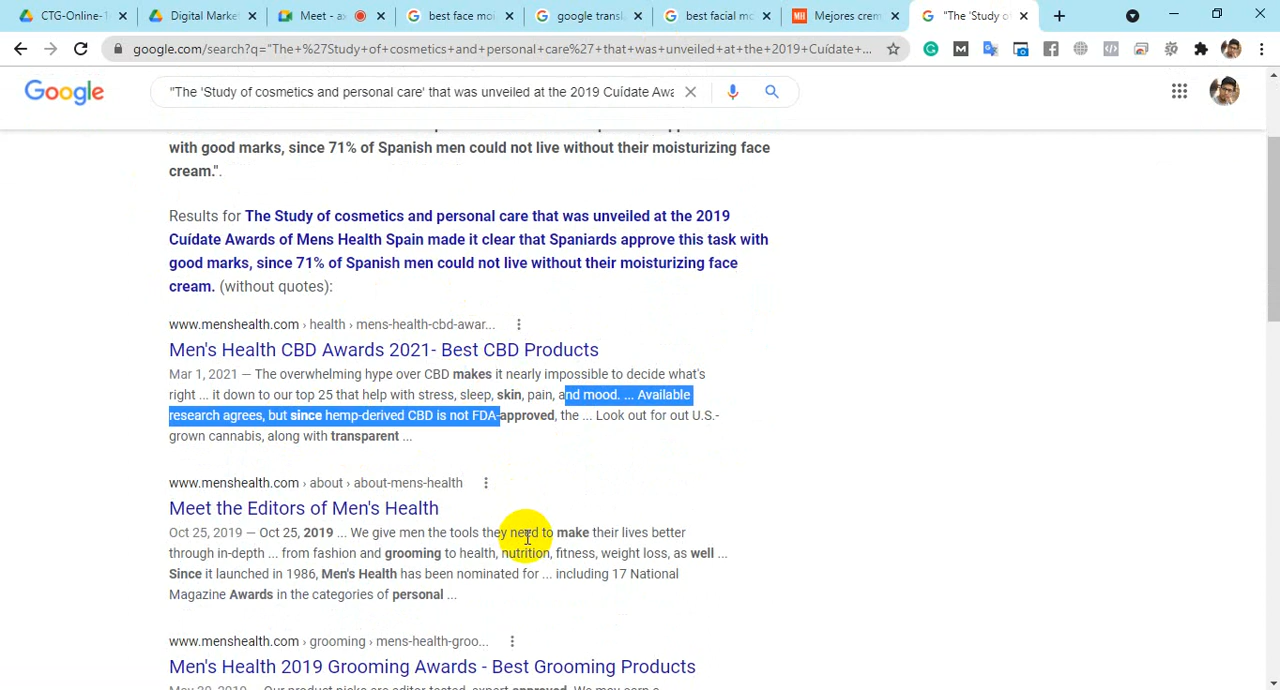 CTG-Online-1
Digital Marke
Meet - a
best face moi
google transl
best facial mo
MH Mejores crem
"The 'Study of
google.com/search?q="The+%27Study+of+cosmetics+and+personal+care%27+that+was+unveiled+at+the+2019+Cuídate+...
Google
"The 'Study of cosmetics and personal care' that was unveiled at the 2019 Cuídate Awa
with good marks, since 71% of Spanish men could not live without their moisturizing face
cream.".
Results for The Study of cosmetics and personal care that was unveiled at the 2019
Cuídate Awards of Mens Health Spain made it clear that Spaniards approve this task with
good marks, since 71% of Spanish men could not live without their moisturizing face
cream. (without quotes):
www.menshealth.com › health › mens-health-cbd-awar...
Men's Health CBD Awards 2021- Best CBD Products
Mar 1, 2021 — The overwhelming hype over CBD makes it nearly impossible to decide what's
right ... it down to our top 25 that help with stress, sleep, skin, pain, and mood. ... Available
research agrees, but since hemp-derived CBD is not FDA-approved, the ... Look out for out U.S.-
grown cannabis, along with transparent ...
www.menshealth.com › about › about-mens-health
Meet the Editors of Men's Health
Oct 25, 2019 — Oct 25, 2019 ... We give men the tools they need to make their lives better
through in-depth ... from fashion and grooming to health, nutrition, fitness, weight loss, as well ...
Since it launched in 1986, Men's Health has been nominated for ... including 17 National
Magazine Awards in the categories of personal ...
www.menshealth.com › grooming › mens-health-groo...
Men's Health 2019 Grooming Awards - Best Grooming Products